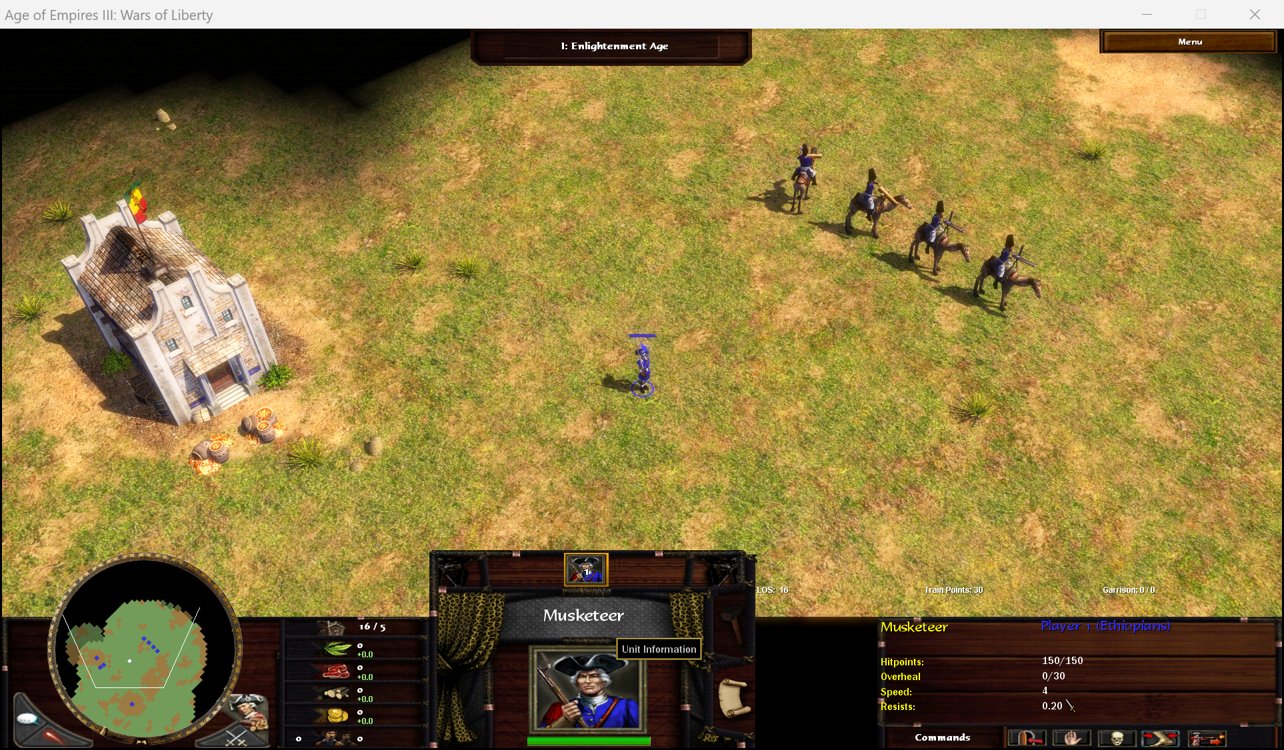 Age of Empires III: Wars of Liberty
1: Enlightenment Age
Menu
LOS: 16
Train Points: 30
Garrison: 0 / 0
16 / 5
0
+0.0
0
+0.0
0
+0.0
0
+0.0
0
0
1
Musketeer
Unit Information
Musketeer
Player 1 (Ethiopians)
Hitpoints:
150/150
Overheal
0/30
Speed:
4
Resists:
0.20
Commands